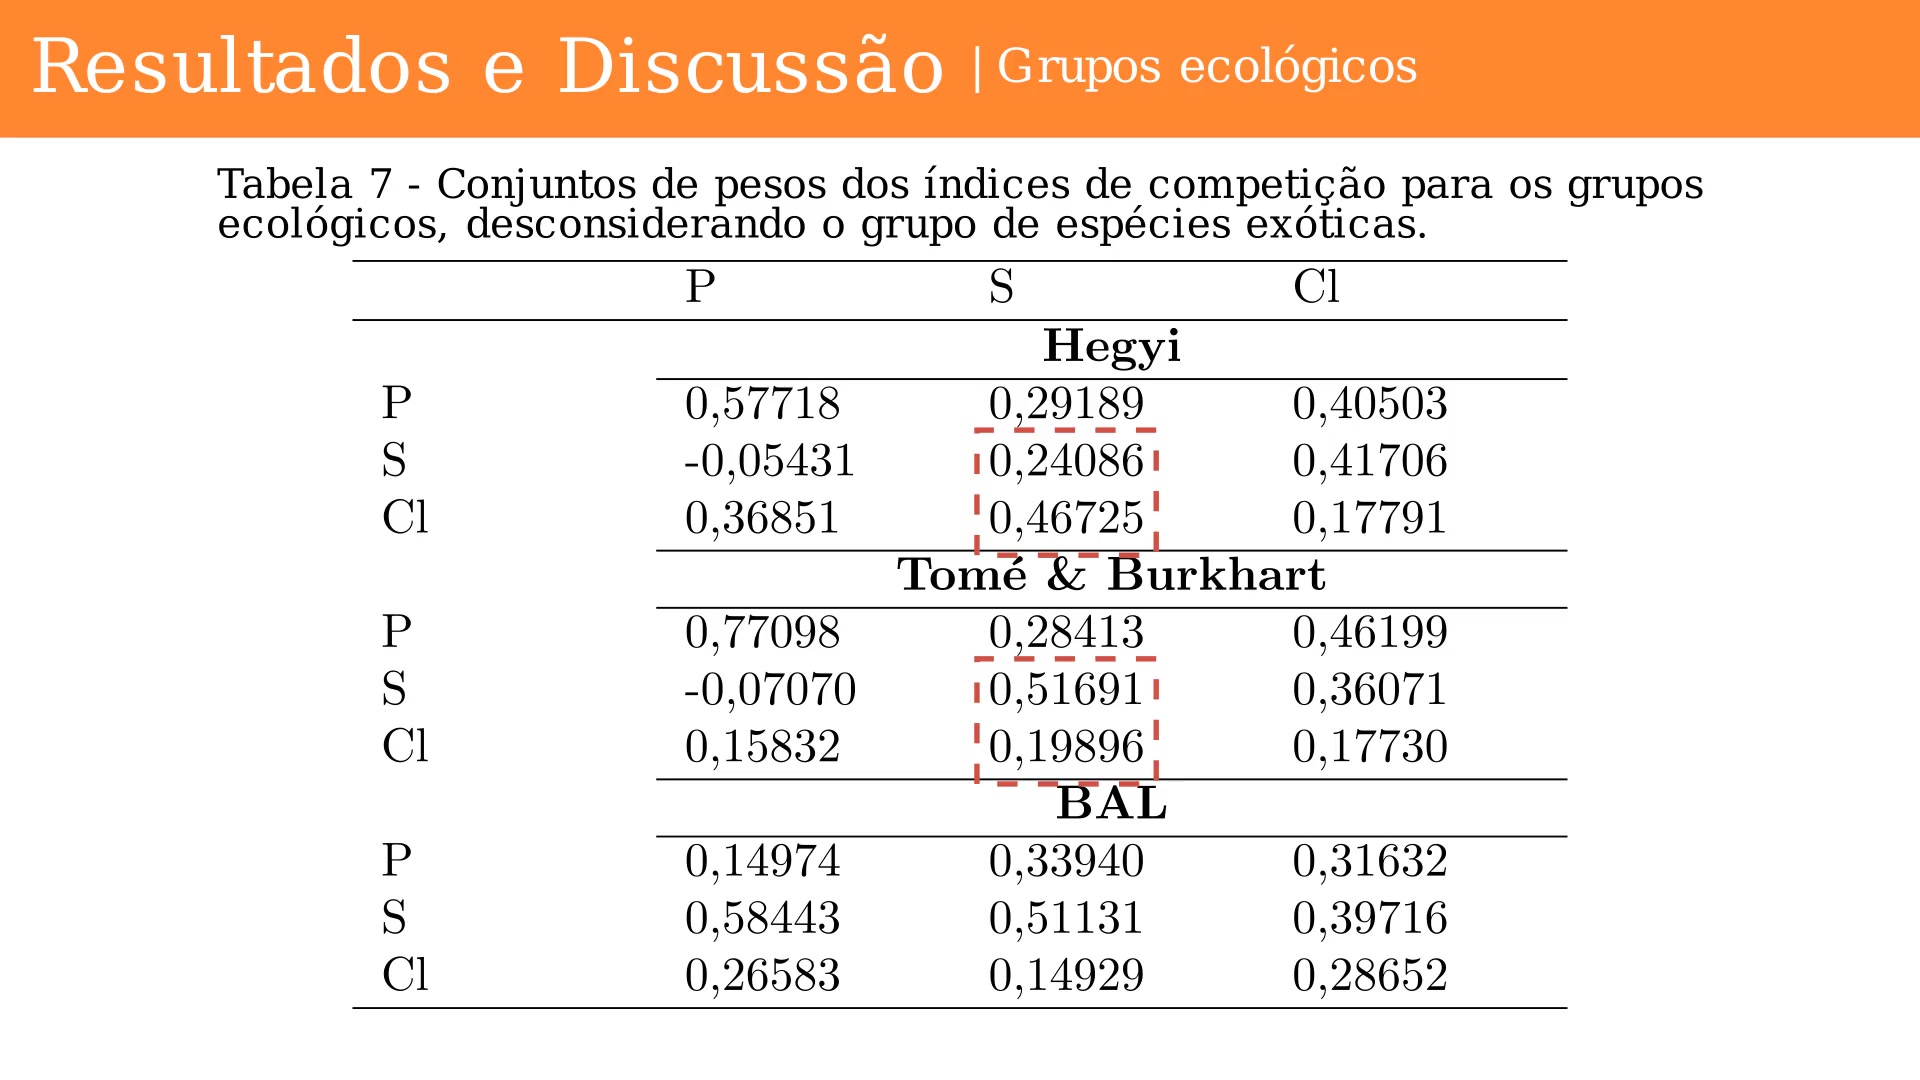 Resultados e Discussão | Grupos ecológicos
Tabela 7 - Conjuntos de pesos dos índices de competição para os grupos
ecológicos, desconsiderando o grupo de espécies exóticas.
P S Cl
Hegyi
P 0,57718 0,29189 0,40503
S -0,05431 0,24086 0,41706
Cl 0,36851 0,46725 0,17791
Tomé & Burkhart
P 0,77098 0,28413 0,46199
S -0,07070 0,51691 0,36071
Cl 0,15832 0,19896 0,17730
BAL
P 0,14974 0,33940 0,31632
S 0,58443 0,51131 0,39716
Cl 0,26583 0,14929 0,28652